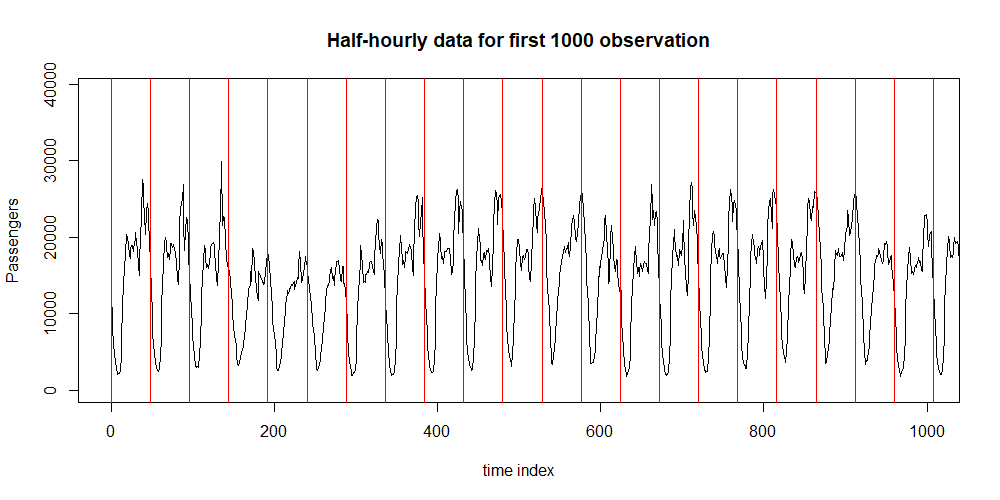 Half-hourly data for first 1000 observation
Passengers
40000
30000
20000
10000
0
0 200 400 600 800 1000
time index